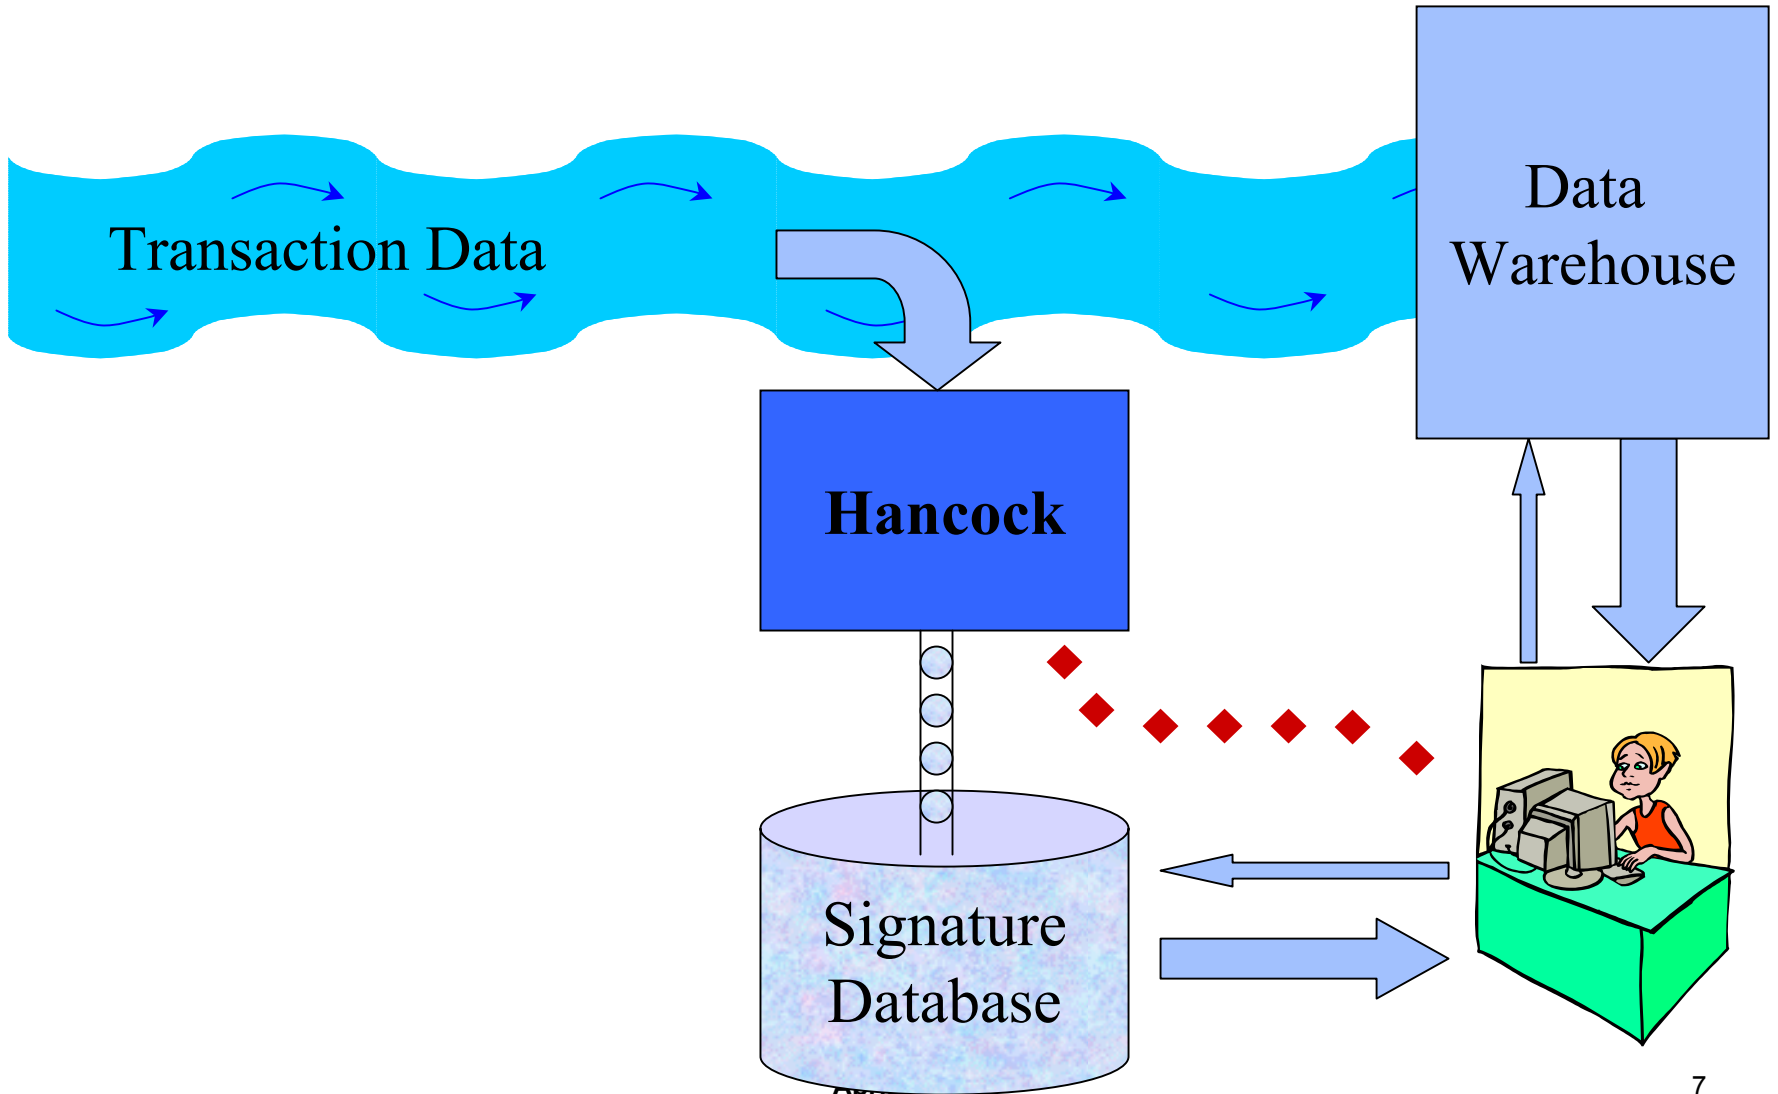 Transaction Data
Data
Warehouse
Hancock
Signature
Database
7